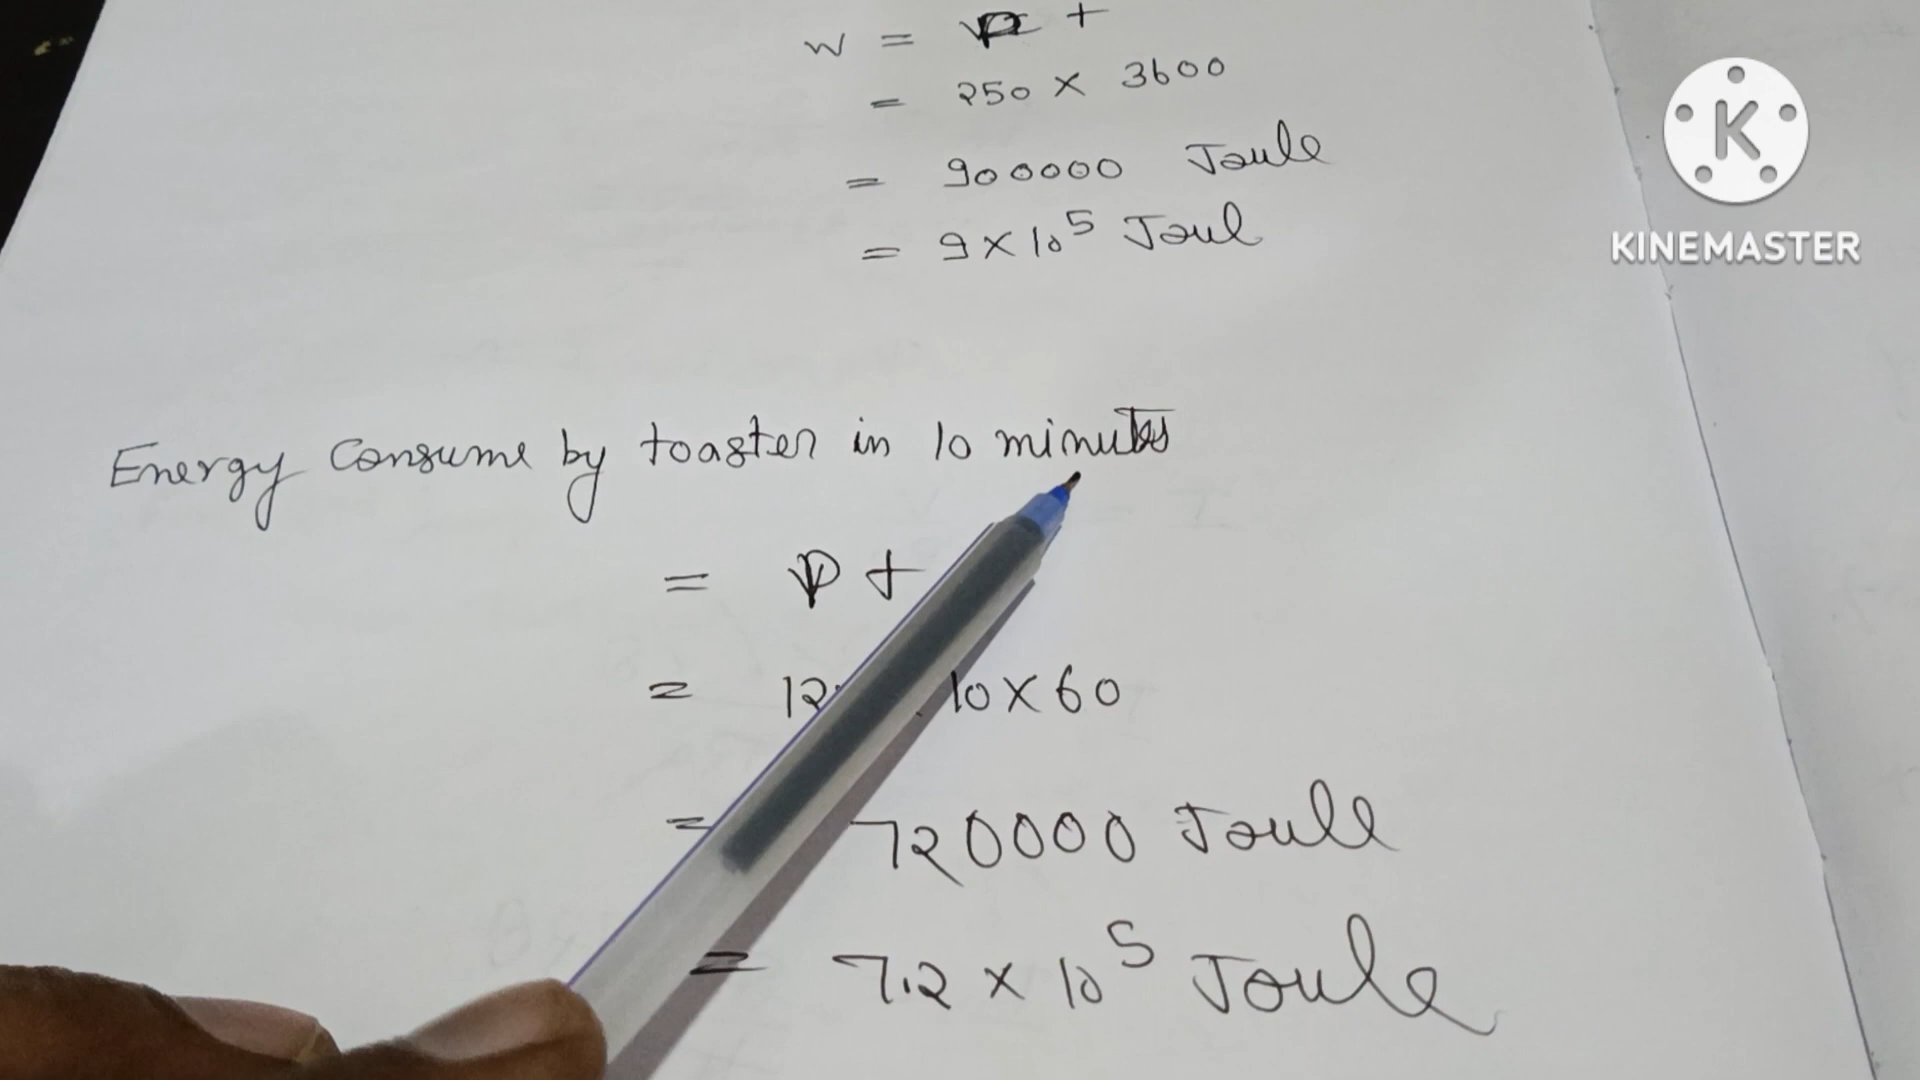 W = P t
= 250 × 3600
= 900000 Joule
= 9×10⁵ Joul
K
KINEMASTER
Energy Consume by toaster in 10 minutes
= P t
= 12 10×60
= 720000 Joule
= 7.2 × 10⁵ Joule